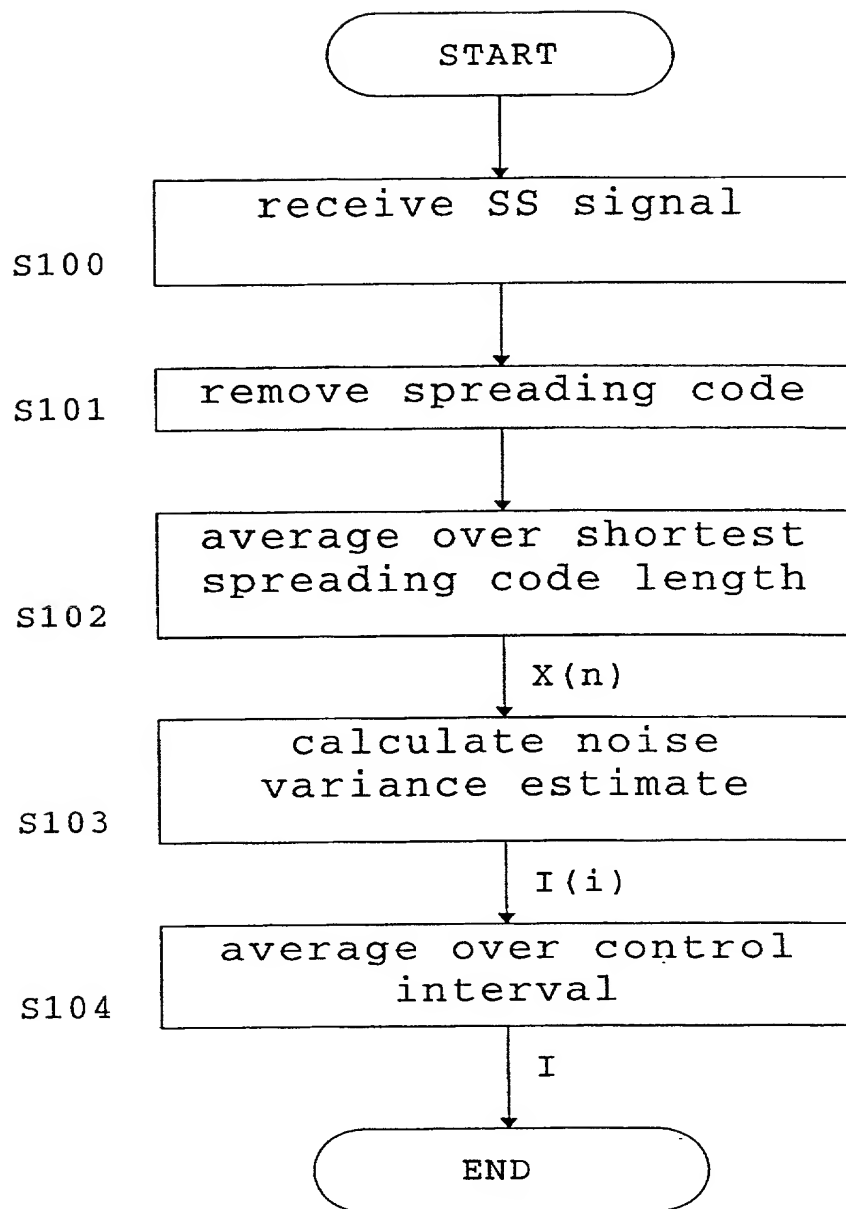 START
receive SS signal
S100
remove spreading code
S101
average over shortest
spreading code length
S102
X(n)
calculate noise
variance estimate
S103
I(i)
average over control
interval
S104
I
END